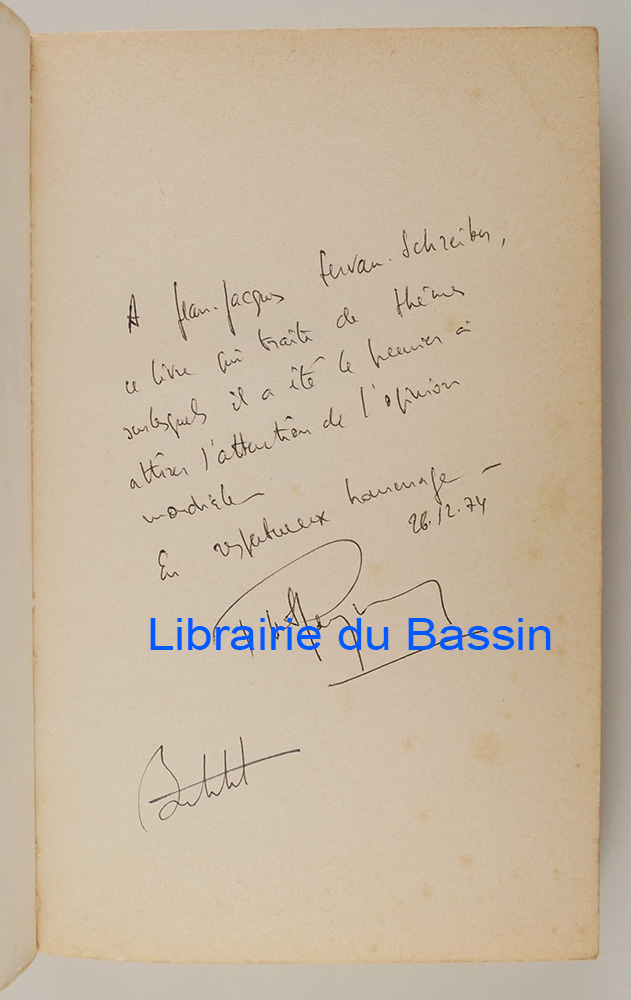 A Jean-Jacques Servan-Schreiber,
ce livre qui traite de thèmes
sur lesquels il a été le premier à
attirer l'attention de l'opinion
mondiale
En respectueux hommage –
26.12.74
Librairie du Bassin